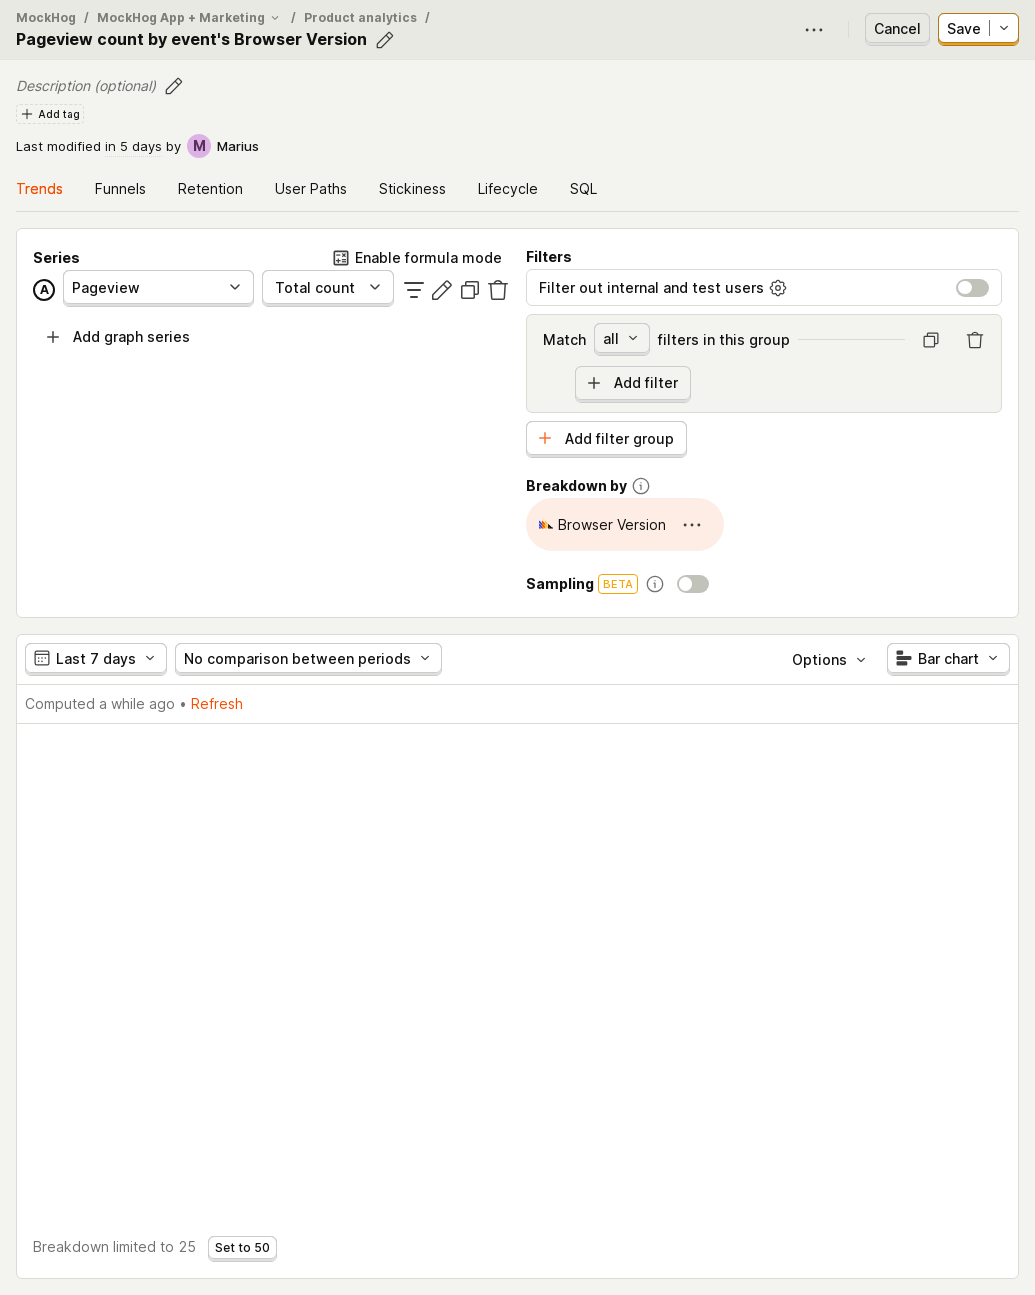 MockHog / MockHog App + Marketing / Product analytics /
Pageview count by event's Browser Version
Cancel
Save
Description (optional)
Add tag
Last modified in 5 days by M Marius
Trends Funnels Retention User Paths Stickiness Lifecycle SQL
Series
Enable formula mode
A Pageview Total count
Add graph series
Filters
Filter out internal and test users
Match all filters in this group
Add filter
Add filter group
Breakdown by
Browser Version
Sampling BETA
Last 7 days No comparison between periods Options Bar chart
Computed a while ago • Refresh
Breakdown limited to 25 Set to 50